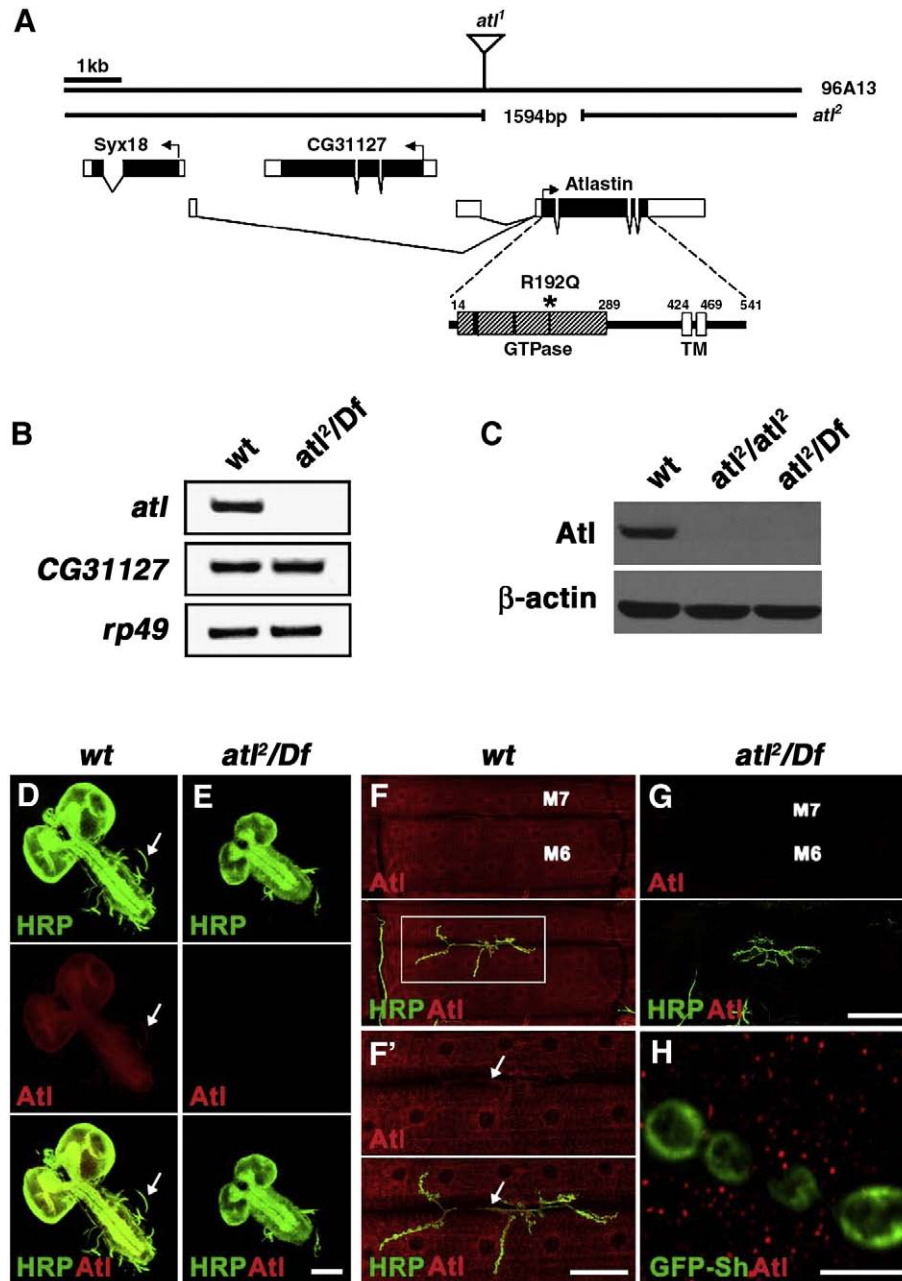 A
atl¹
1kb
96A13
1594bp
atl²
Syx18
CG31127
Atlastin
R192Q
*
14
289
424
469
541
GTPase
TM
B
wt
atl²/Df
atl
CG31127
rp49
C
wt
atl²/atl²
atl²/Df
Atl
β-actin
wt
atl²/Df
wt
atl²/Df
D
HRP
Atl
HRPAtl
E
HRP
Atl
HRPAtl
F
M7
M6
Atl
HRPAtl
G
M7
M6
Atl
HRPAtl
F'
Atl
HRPAtl
H
GFP-Sh Atl